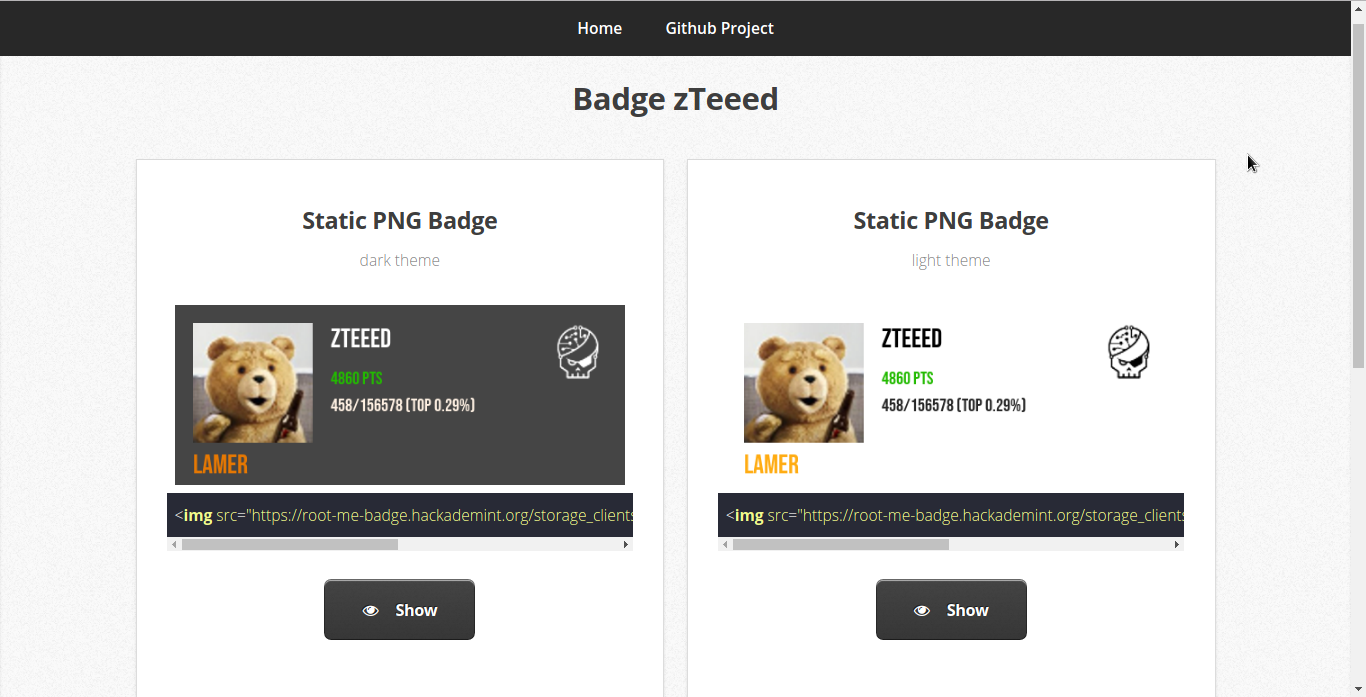 Home Github Project
Badge zTeeed
Static PNG Badge
dark theme
ZTEEED
4860 PTS
458/156578 (TOP 0.29%)
LAMER
<img src="https://root-me-badge.hackademint.org/storage_clients
Show
Static PNG Badge
light theme
ZTEEED
4860 PTS
458/156578 (TOP 0.29%)
LAMER
<img src="https://root-me-badge.hackademint.org/storage_clients
Show